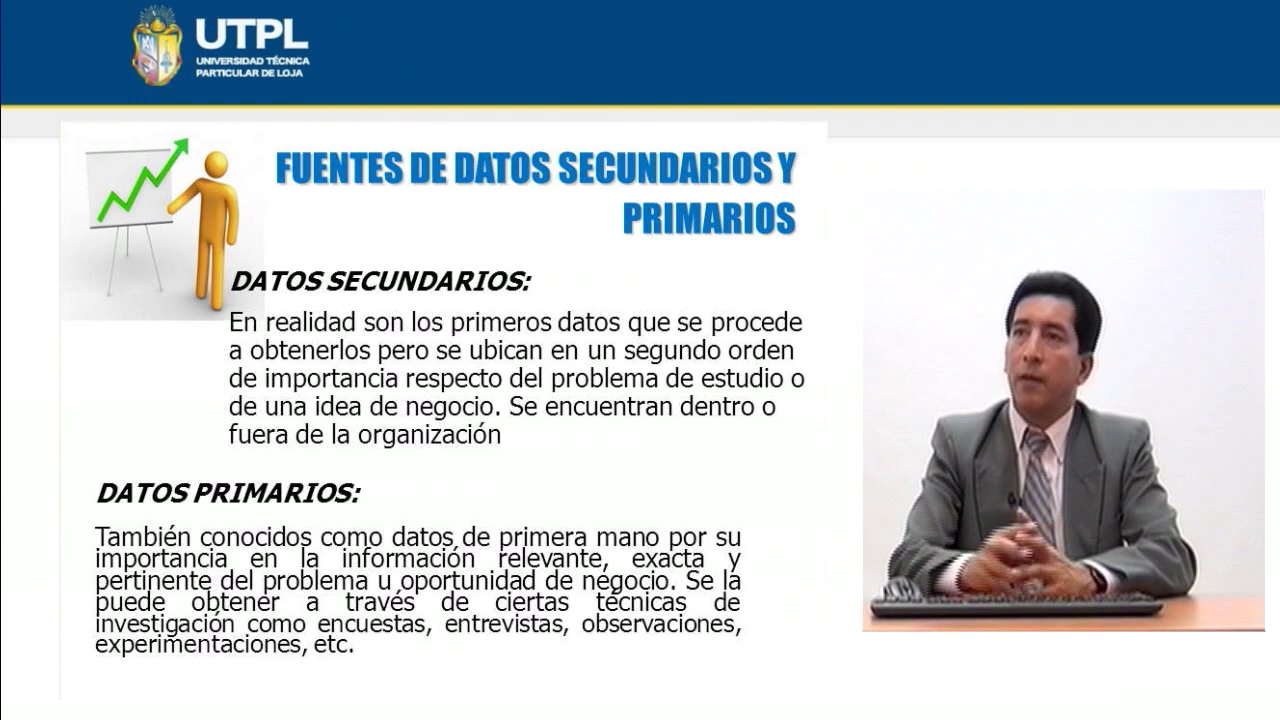 UTPL
UNIVERSIDAD TÉCNICA
PARTICULAR DE LOJA
FUENTES DE DATOS SECUNDARIOS Y
PRIMARIOS
DATOS SECUNDARIOS:
En realidad son los primeros datos que se procede
a obtenerlos pero se ubican en un segundo orden
de importancia respecto del problema de estudio o
de una idea de negocio. Se encuentran dentro o
fuera de la organización
DATOS PRIMARIOS:
También conocidos como datos de primera mano por su
importancia en la información relevante, exacta y
pertinente del problema u oportunidad de negocio. Se la
puede obtener a través de ciertas técnicas de
investigación como encuestas, entrevistas, observaciones,
experimentaciones, etc.